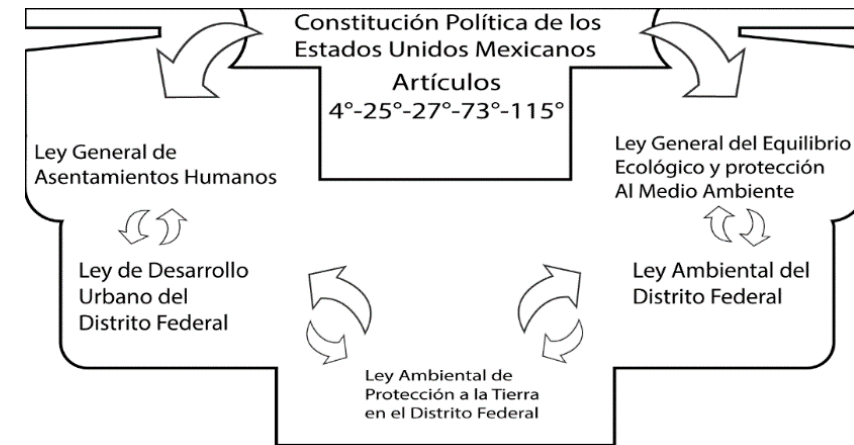 Constitución Política de los
Estados Unidos Mexicanos
Artículos
4°-25°-27°-73°-115°
Ley General de
Asentamientos Humanos
Ley General del Equilibrio
Ecológico y protección
Al Medio Ambiente
Ley de Desarrollo
Urbano del
Distrito Federal
Ley Ambiental del
Distrito Federal
Ley Ambiental de
Protección a la Tierra
en el Distrito Federal